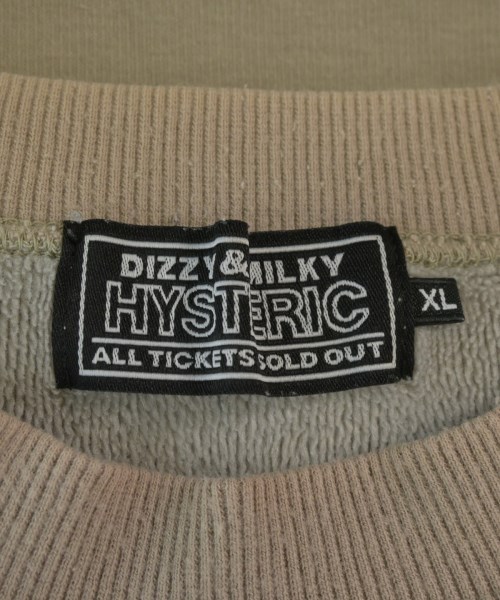 DIZZY & MILKY
HYSTERIC
ALL TICKETS SOLD OUT
XL